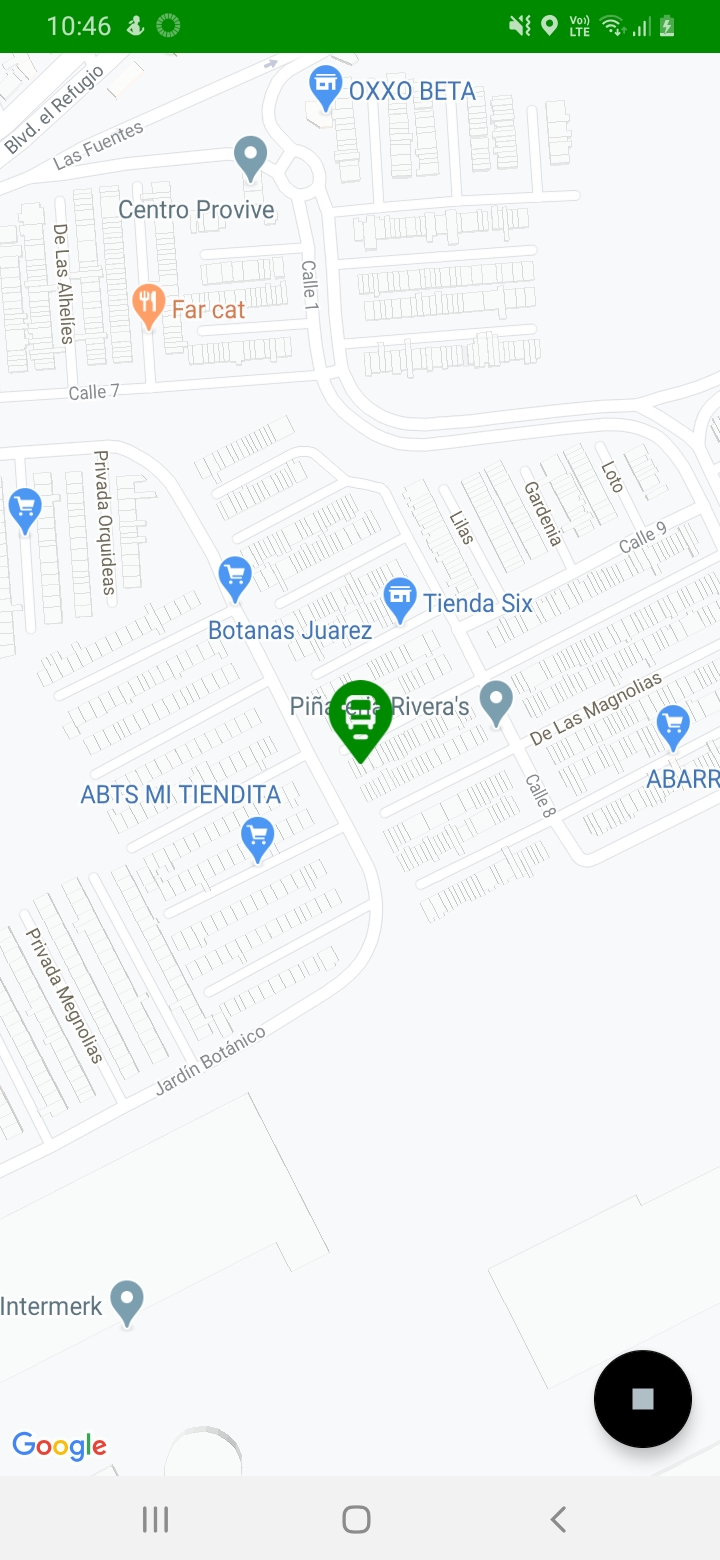 10:46
Vo))
LTE
OXXO BETA
Blvd. el Refugio
Las Fuentes
Centro Provive
De Las Alhelíes
Calle 1
Far cat
Calle 7
Privada Orquideas
Lilas
Gardenia
Loto
Calle 9
Botanas Juarez
Tienda Six
Rivera's
De Las Magnolias
ABARR
ABTS MI TIENDITA
Calle 8
Privada Megnolias
Jardín Botánico
Intermerk
Google